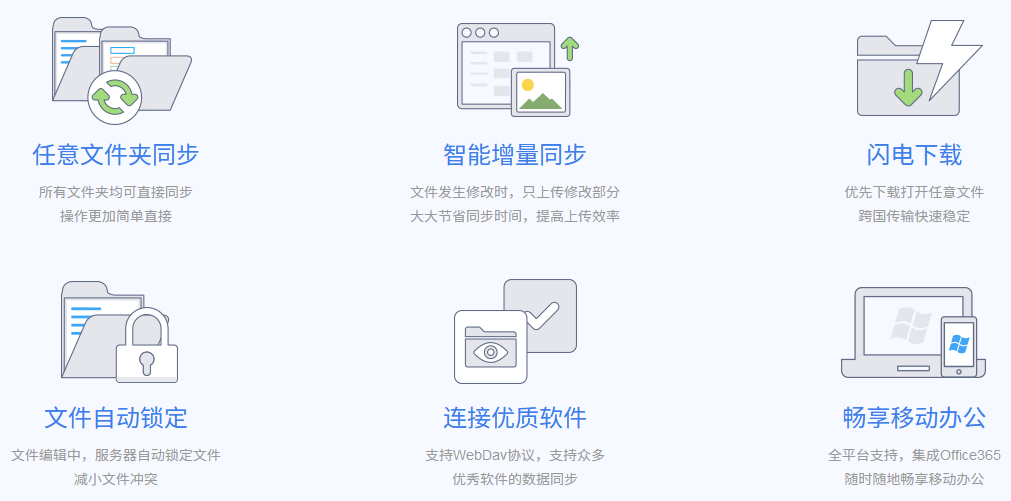 任意文件夹同步
所有文件夹均可直接同步
操作更加简单直接
智能增量同步
文件发生修改时，只上传修改部分
大大节省同步时间，提高上传效率
闪电下载
优先下载打开任意文件
跨国传输快速稳定
文件自动锁定
文件编辑中，服务器自动锁定文件
减小文件冲突
连接优质软件
支持WebDav协议，支持众多
优秀软件的数据同步
畅享移动办公
全平台支持，集成Office365
随时随地畅享移动办公